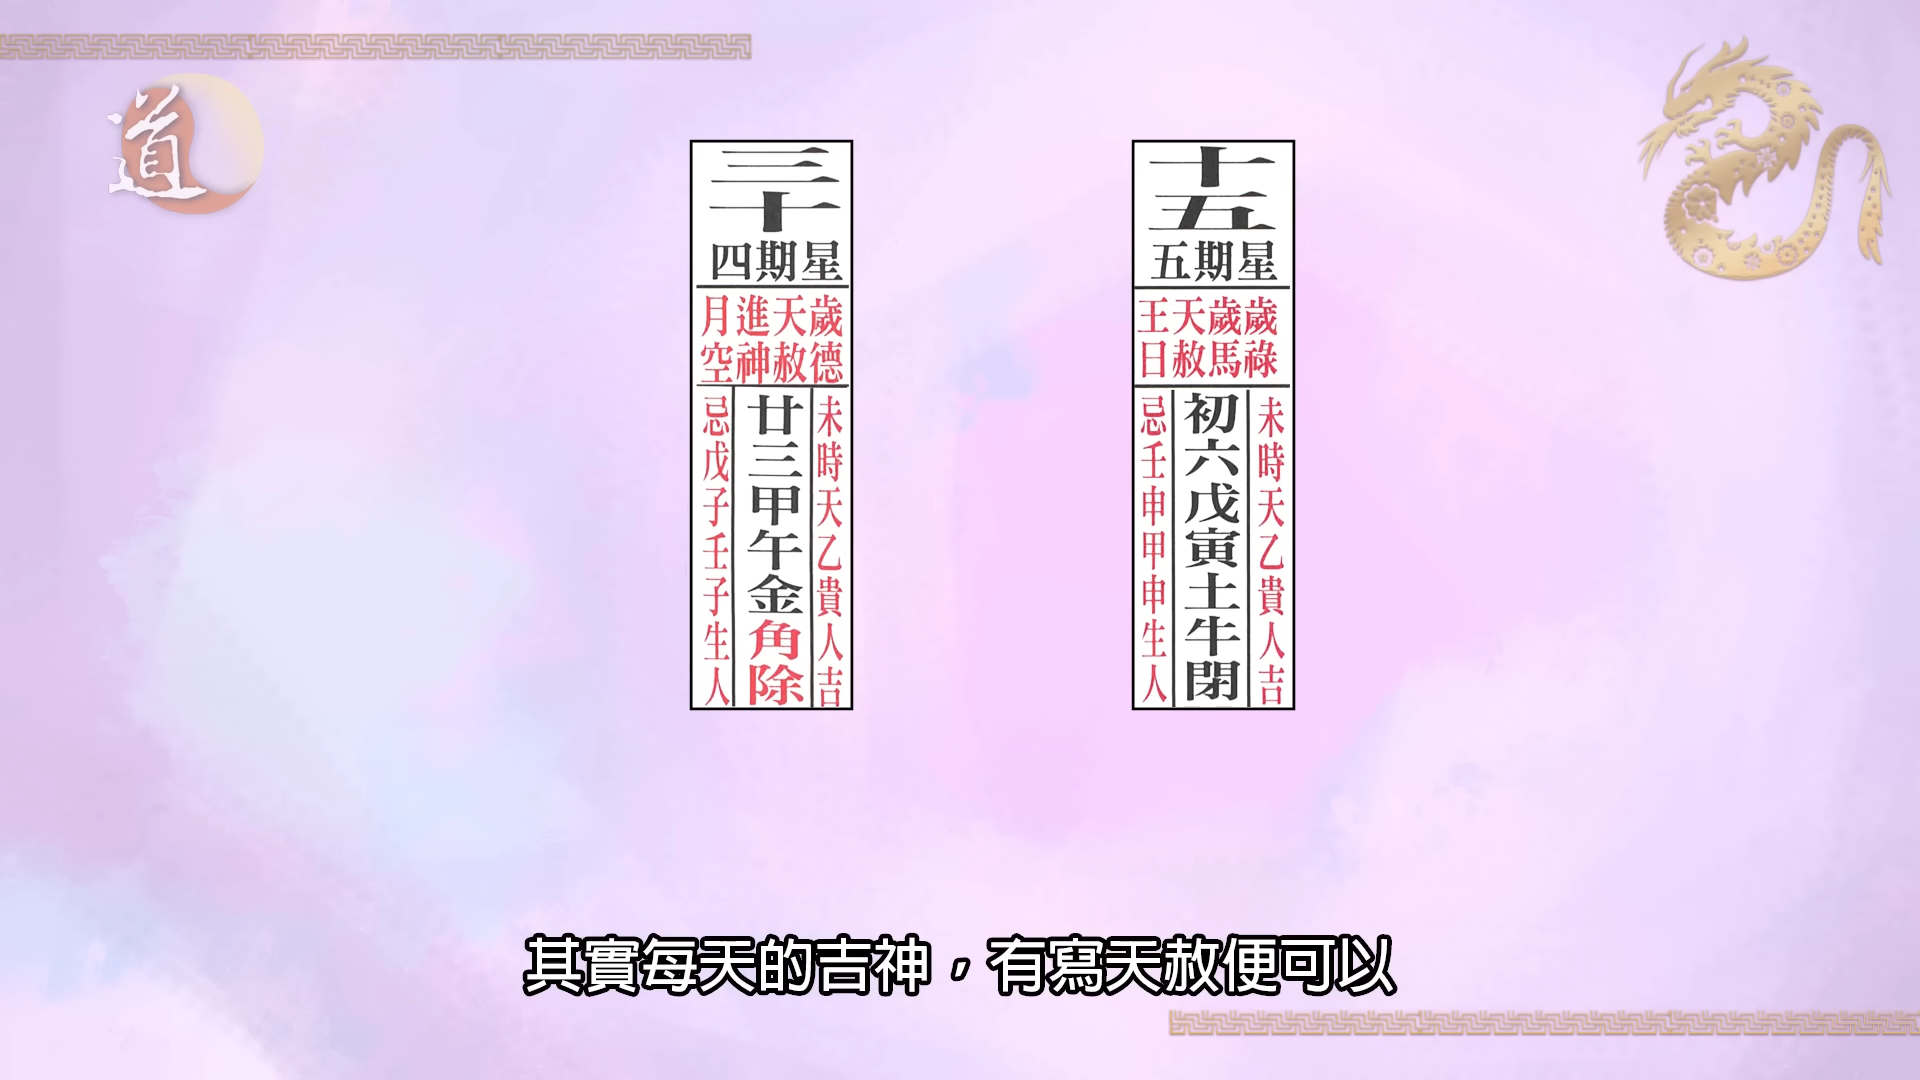 道
三十
四期星
歲德
天赦
進神
月空
未時天乙貴人吉
廿三甲午金角除
忌戊子壬子生人
十五
五期星
歲祿
歲馬
天赦
王日
未時天乙貴人吉
初六戊寅土牛閉
忌壬申甲申生人
其實每天的吉神，有寫天赦便可以